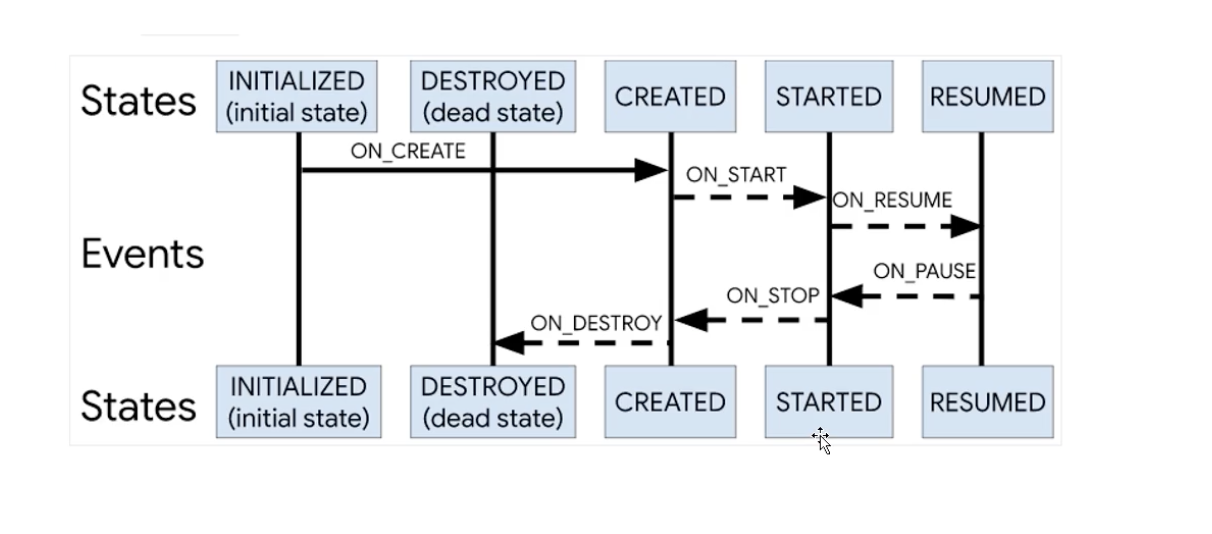 States
INITIALIZED
(initial state)
DESTROYED
(dead state)
CREATED
STARTED
RESUMED
ON_CREATE
ON_START
ON_RESUME
Events
ON_PAUSE
ON_STOP
ON_DESTROY
States
INITIALIZED
(initial state)
DESTROYED
(dead state)
CREATED
STARTED
RESUMED